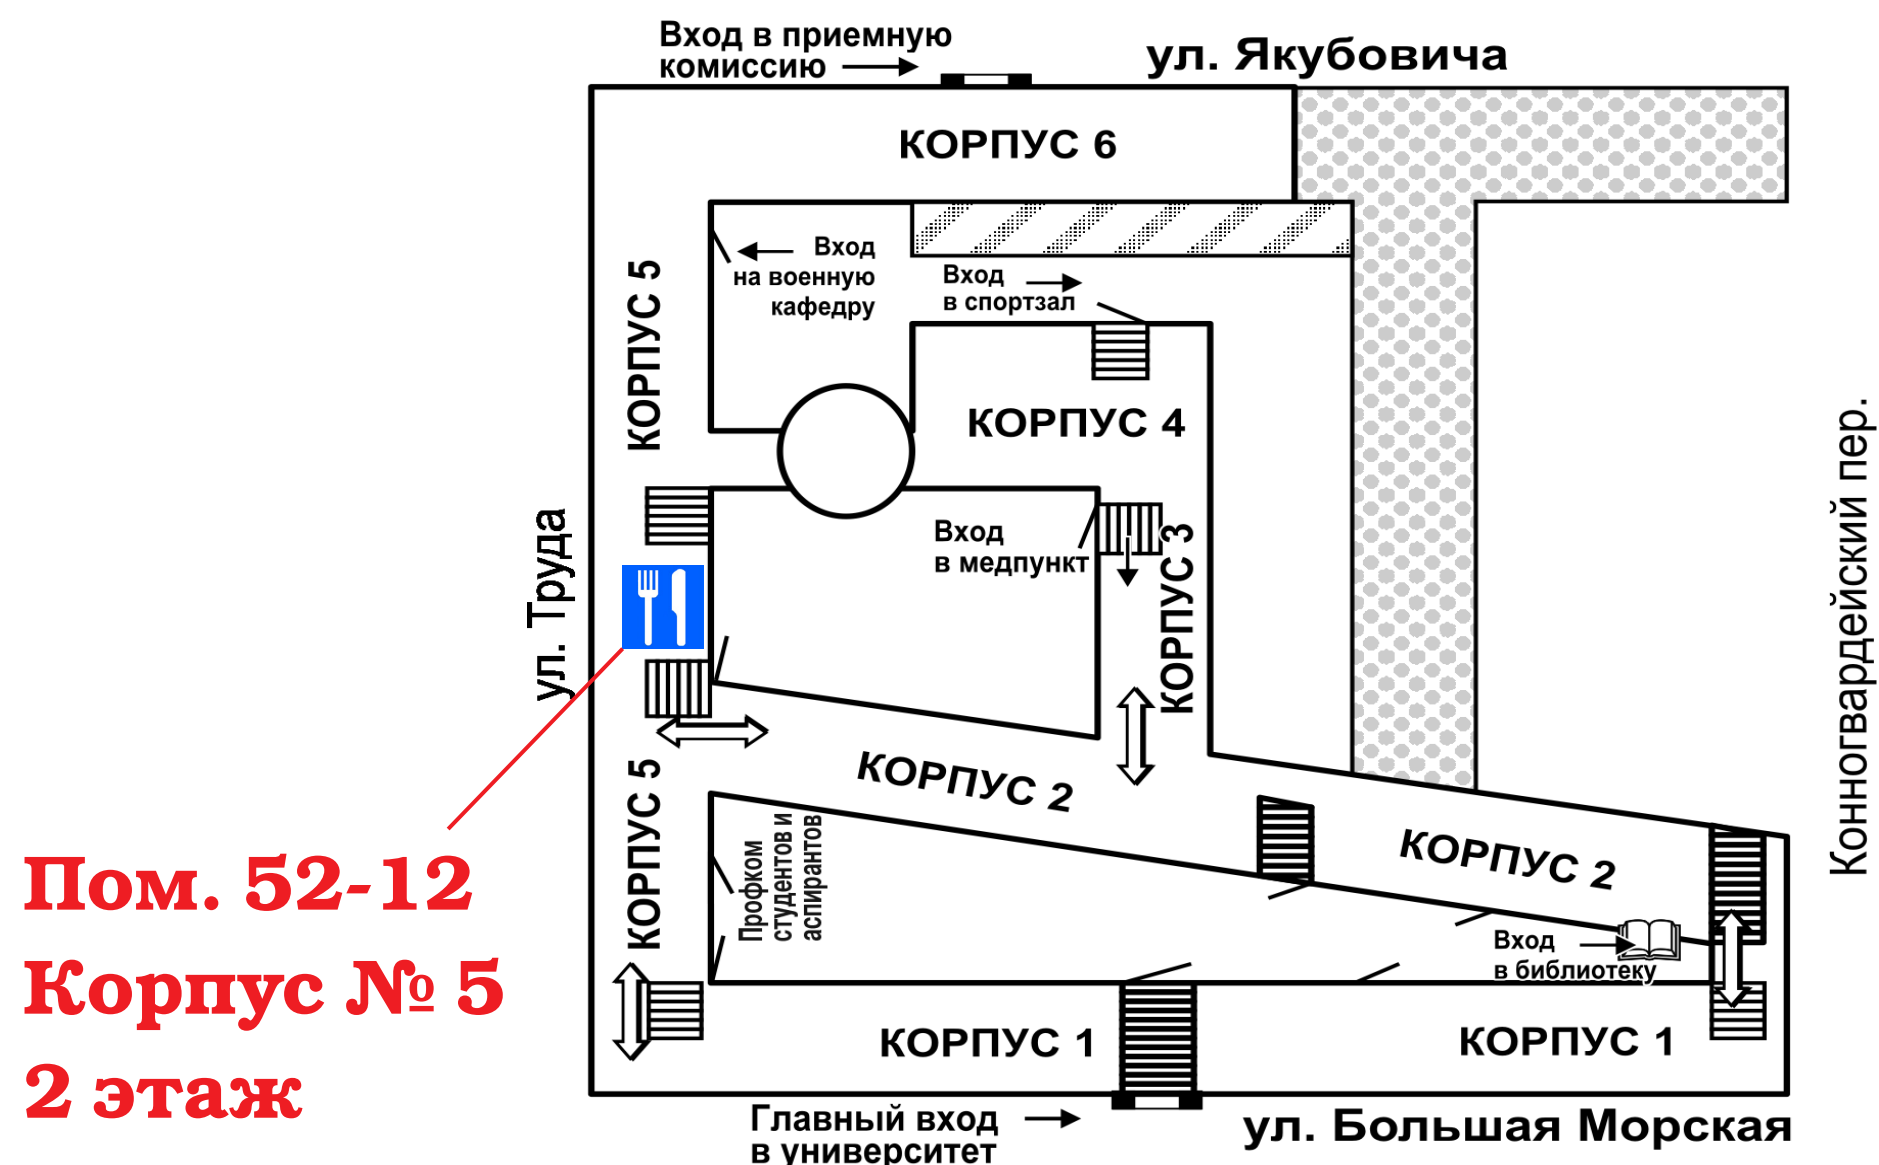 Вход в приемную
комиссию
ул. Якубовича
КОРПУС 6
Вход
на военную
кафедру
Вход
в спортзал
КОРПУС 5
КОРПУС 4
ул. Труда
Вход
в медпункт
КОРПУС 3
Конногвардейский пер.
КОРПУС 2
КОРПУС 2
КОРПУС 5
Профком
студентов и
аспирантов
Пом. 52-12
Корпус № 5
2 этаж
Вход
в библиотеку
КОРПУС 1
КОРПУС 1
Главный вход
в университет
ул. Большая Морская